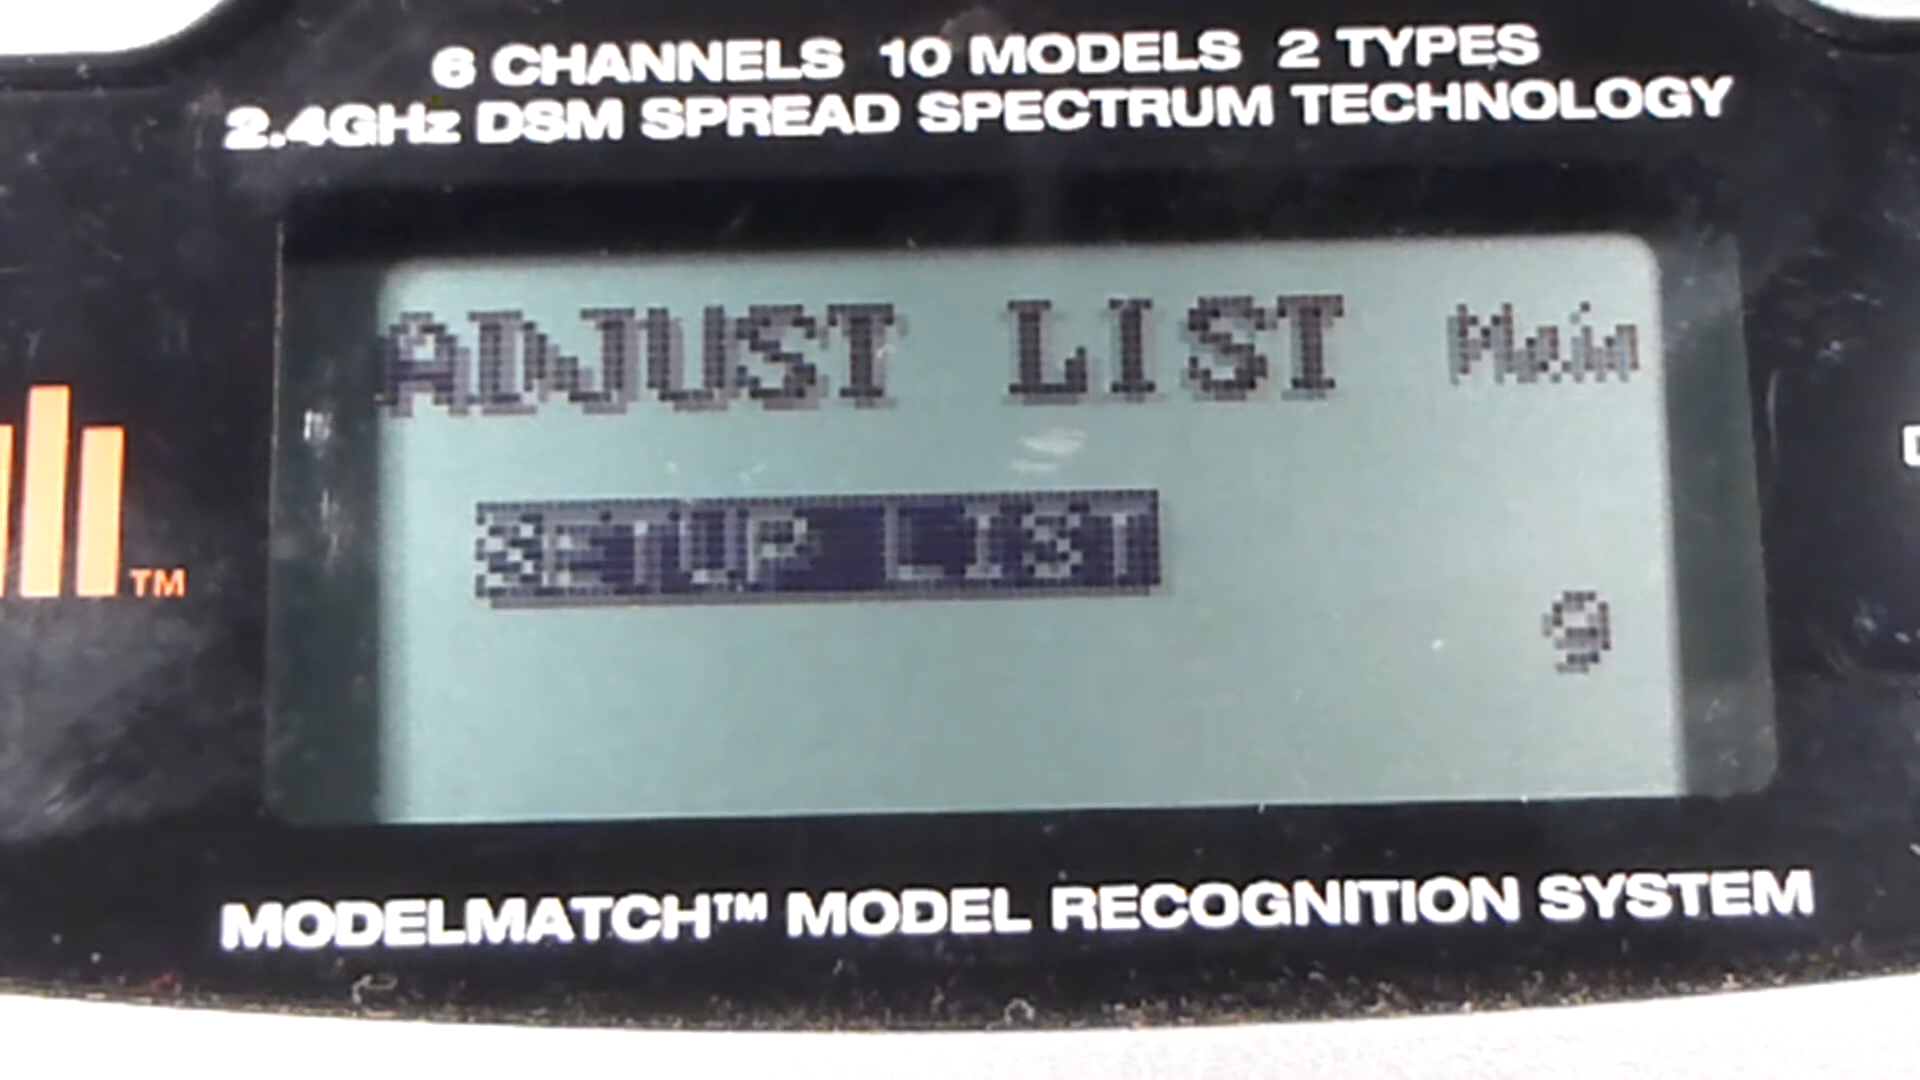 6 CHANNELS 10 MODELS 2 TYPES
2.4GHz DSM SPREAD SPECTRUM TECHNOLOGY
ADJUST LIST Main
SETUP LIST
9
TM
MODELMATCH™ MODEL RECOGNITION SYSTEM